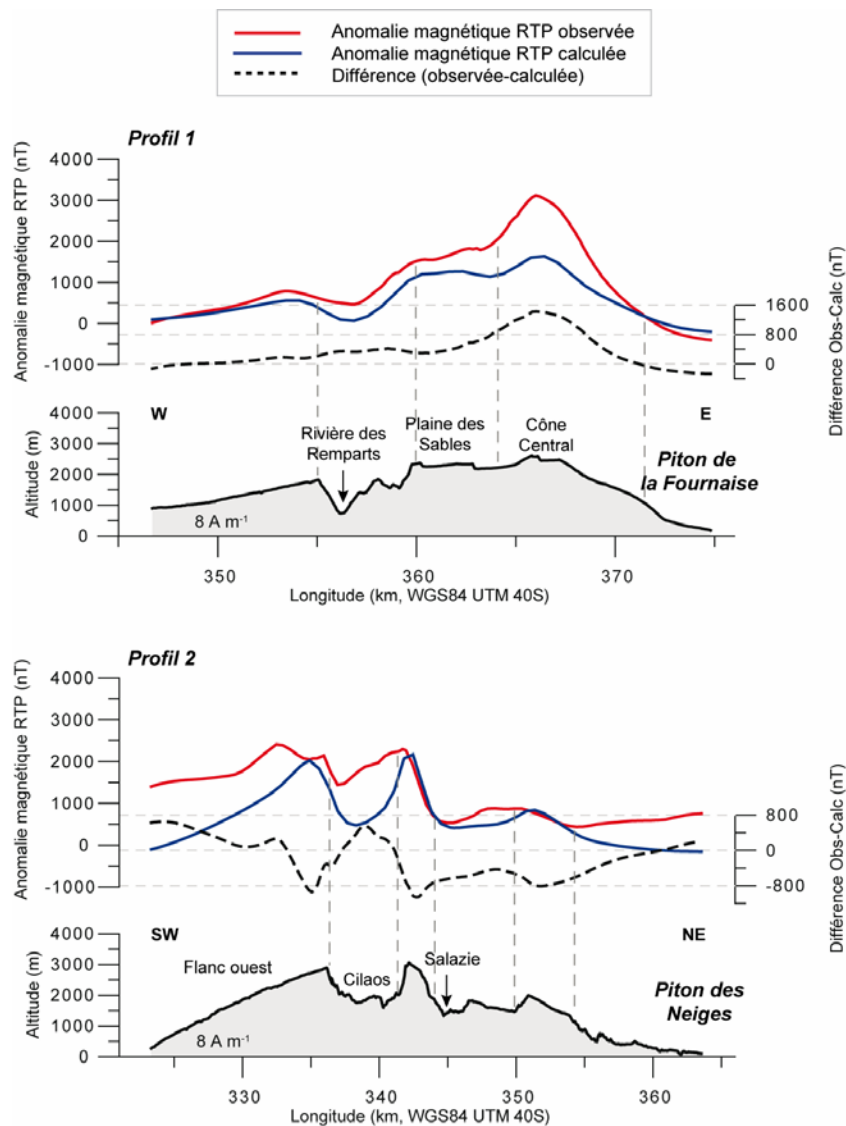 Anomalie magnétique RTP observée
Anomalie magnétique RTP calculée
Différence (observée-calculée)
Profil 1
Anomalie magnétique RTP (nT)
4000
3000
2000
1000
0
-1000
Différence Obs-Calc (nT)
1600
800
0
Altitude (m)
4000
3000
2000
1000
0
W
E
Rivière des
Remparts
Plaine des
Sables
Cône
Central
Piton de
la Fournaise
8 A m⁻¹
350
360
370
Longitude (km, WGS84 UTM 40S)
Profil 2
Anomalie magnétique RTP (nT)
4000
3000
2000
1000
0
-1000
Différence Obs-Calc (nT)
800
0
-800
Altitude (m)
4000
3000
2000
1000
0
SW
NE
Flanc ouest
Cilaos
Salazie
Piton des
Neiges
8 A m⁻¹
330
340
350
360
Longitude (km, WGS84 UTM 40S)